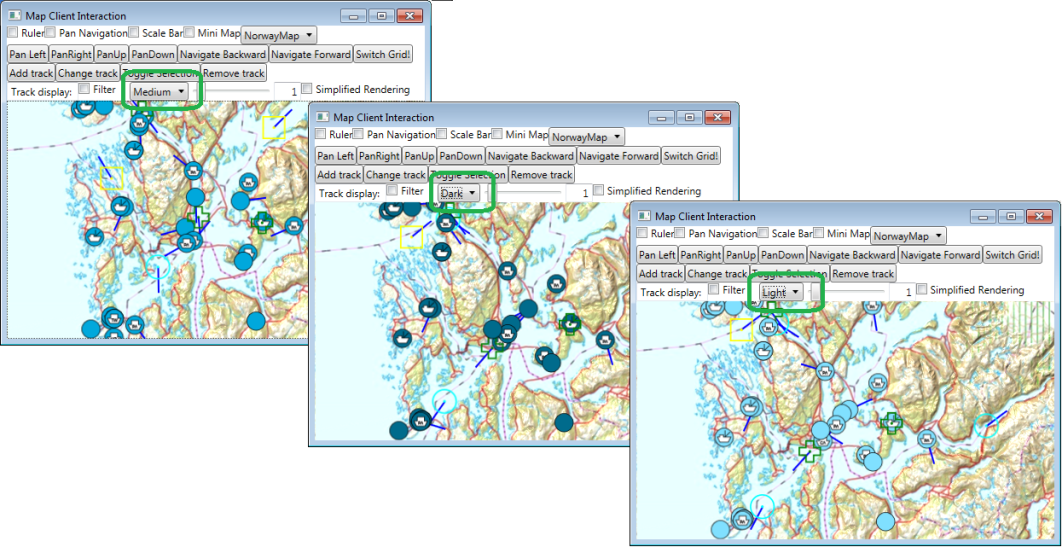 Map Client Interaction
Ruler Pan Navigation Scale Bar Mini Map NorwayMap
Pan Left PanRight PanUp PanDown Navigate Backward Navigate Forward Switch Grid!
Add track Change track Toggle Selection Remove track
Track display: Filter Medium 1 Simplified Rendering
Map Client Interaction
Ruler Pan Navigation Scale Bar Mini Map NorwayMap
Pan Left PanRight PanUp PanDown Navigate Backward Navigate Forward Switch Grid!
Add track Change track Toggle Selection Remove track
Track display: Filter Dark 1 Simplified Rendering
Map Client Interaction
Ruler Pan Navigation Scale Bar Mini Map NorwayMap
Pan Left PanRight PanUp PanDown Navigate Backward Navigate Forward Switch Grid!
Add track Change track Toggle Selection Remove track
Track display: Filter Light 1 Simplified Rendering